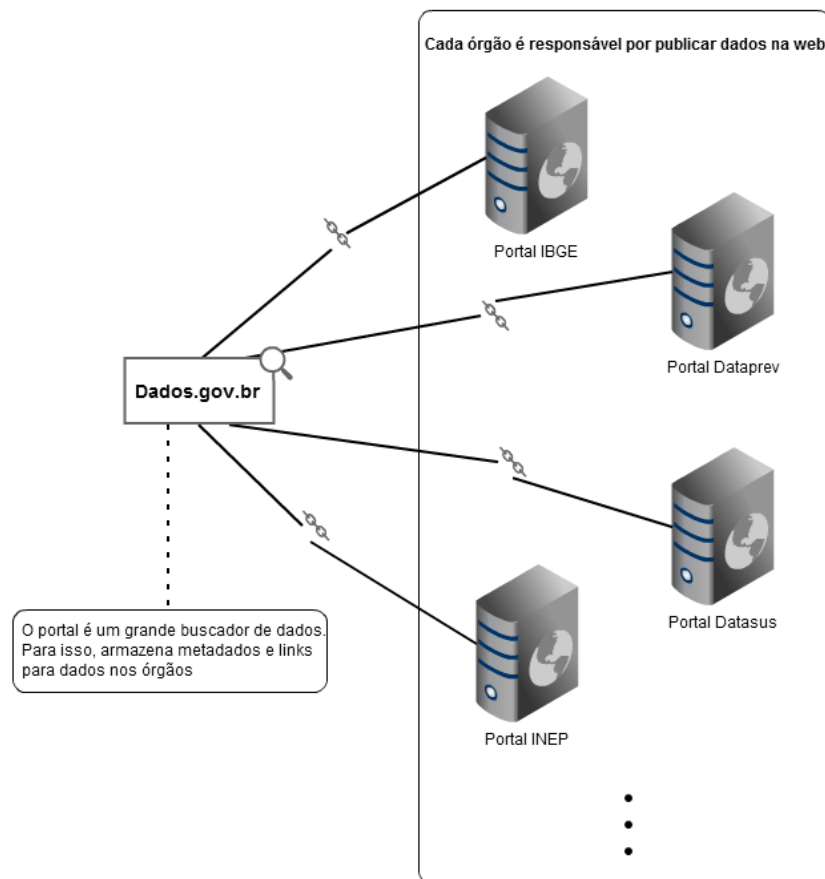 Cada órgão é responsável por publicar dados na web
Portal IBGE
Portal Dataprev
Dados.gov.br
Portal Datasus
O portal é um grande buscador de dados.
Para isso, armazena metadados e links
para dados nos órgãos
Portal INEP